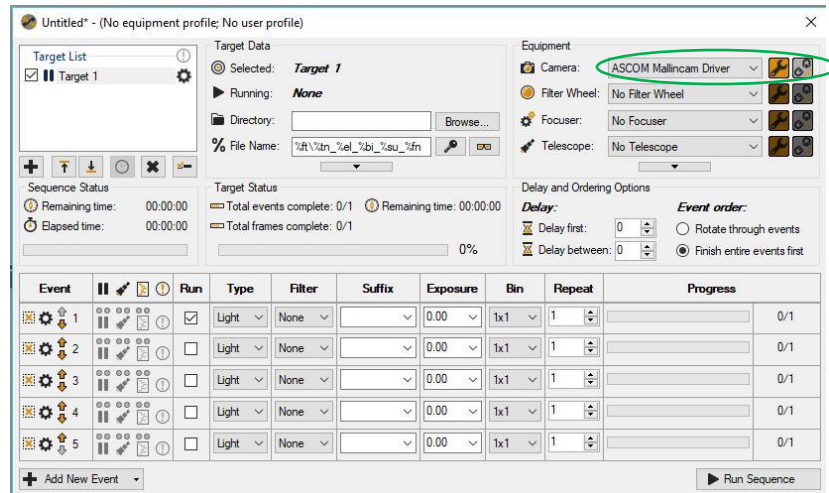 Untitled* - (No equipment profile; No user profile)
Target List
Target 1
Target Data
Selected: Target 1
Running: None
Directory: Browse...
% File Name: %ft\%tn_%el_%bi_%su_%fn
Equipment
Camera: ASCOM Mallincam Driver
Filter Wheel: No Filter Wheel
Focuser: No Focuser
Telescope: No Telescope
Sequence Status
Remaining time: 00:00:00
Elapsed time: 00:00:00
Target Status
Total events complete: 0/1 Remaining time: 00:00:00
Total frames complete: 0/1
0%
Delay and Ordering Options
Delay: Event order:
Delay first: 0 Rotate through events
Delay between: 0 Finish entire events first
Event Run Type Filter Suffix Exposure Bin Repeat Progress
1 Light None 0.00 1x1 1 0/1
2 Light None 0.00 1x1 1 0/1
3 Light None 0.00 1x1 1 0/1
4 Light None 0.00 1x1 1 0/1
5 Light None 0.00 1x1 1 0/1
Add New Event Run Sequence